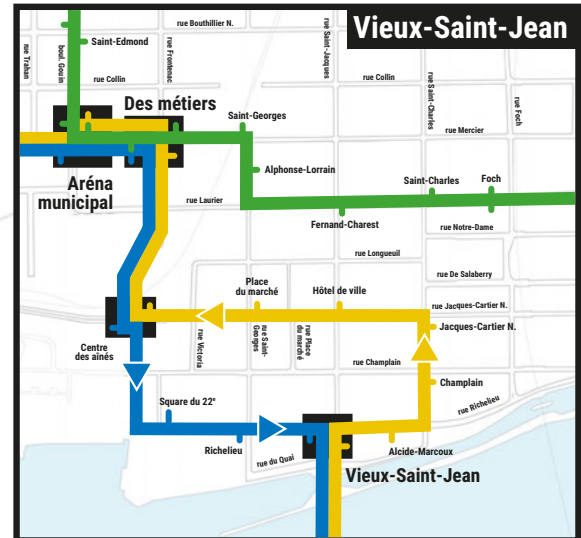 Vieux-Saint-Jean
rue Bouthillier N.
rue Trahan
boul. Gouin
Saint-Edmond
rue Frontenac
rue Saint-Jacques
rue Collin
rue Collin
rue Saint-Charles
rue Foch
Des métiers
Saint-Georges
rue Mercier
Aréna
municipal
Alphonse-Lorrain
Saint-Charles
Foch
rue Laurier
Fernand-Charest
rue Notre-Dame
rue Longueuil
rue De Salaberry
Place
du marché
Hôtel de ville
rue Jacques-Cartier N.
Jacques-Cartier N.
Centre
des aînés
rue Victoria
rue Saint-
Georges
rue Place
du marché
rue Champlain
Champlain
Square du 22e
rue Richelieu
Richelieu
rue du Quai
Alcide-Marcoux
Vieux-Saint-Jean